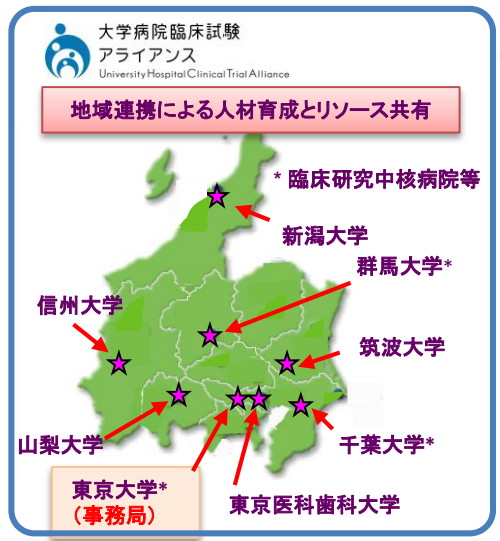 大学病院臨床試験
アライアンス
University Hospital Clinical Trial Alliance
地域連携による人材育成とリソース共有
* 臨床研究中核病院等
新潟大学
群馬大学*
信州大学
筑波大学
山梨大学
千葉大学*
東京大学*
（事務局）
東京医科歯科大学